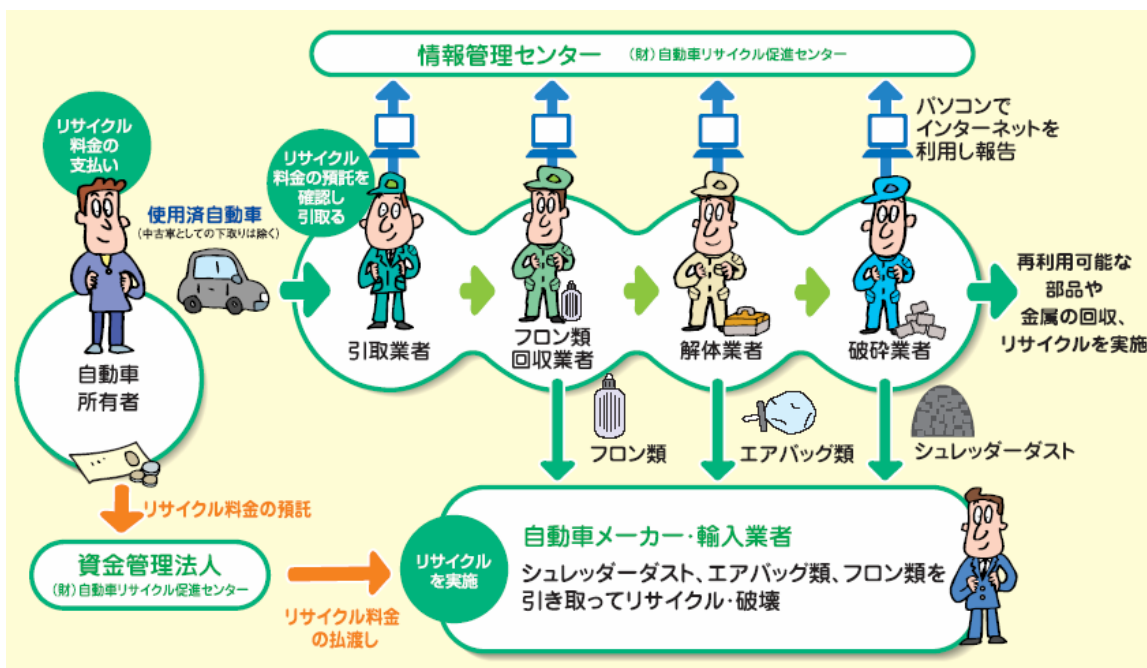 情報管理センター (財)自動車リサイクル促進センター
リサイクル
料金の
支払い
使用済自動車
(中古車としての下取りは除く)
リサイクル
料金の預託を
確認し
引取る
パソコンで
インターネットを
利用し報告
自動車
所有者
引取業者
フロン類
回収業者
解体業者
破砕業者
再利用可能な
部品や
金属の回収、
リサイクルを実施
フロン類
エアバッグ類
シュレッダーダスト
リサイクル料金の預託
資金管理法人
(財)自動車リサイクル促進センター
リサイクル料金
の払渡し
リサイクル
を実施
自動車メーカー・輸入業者
シュレッダーダスト、エアバッグ類、フロン類を
引き取ってリサイクル・破壊